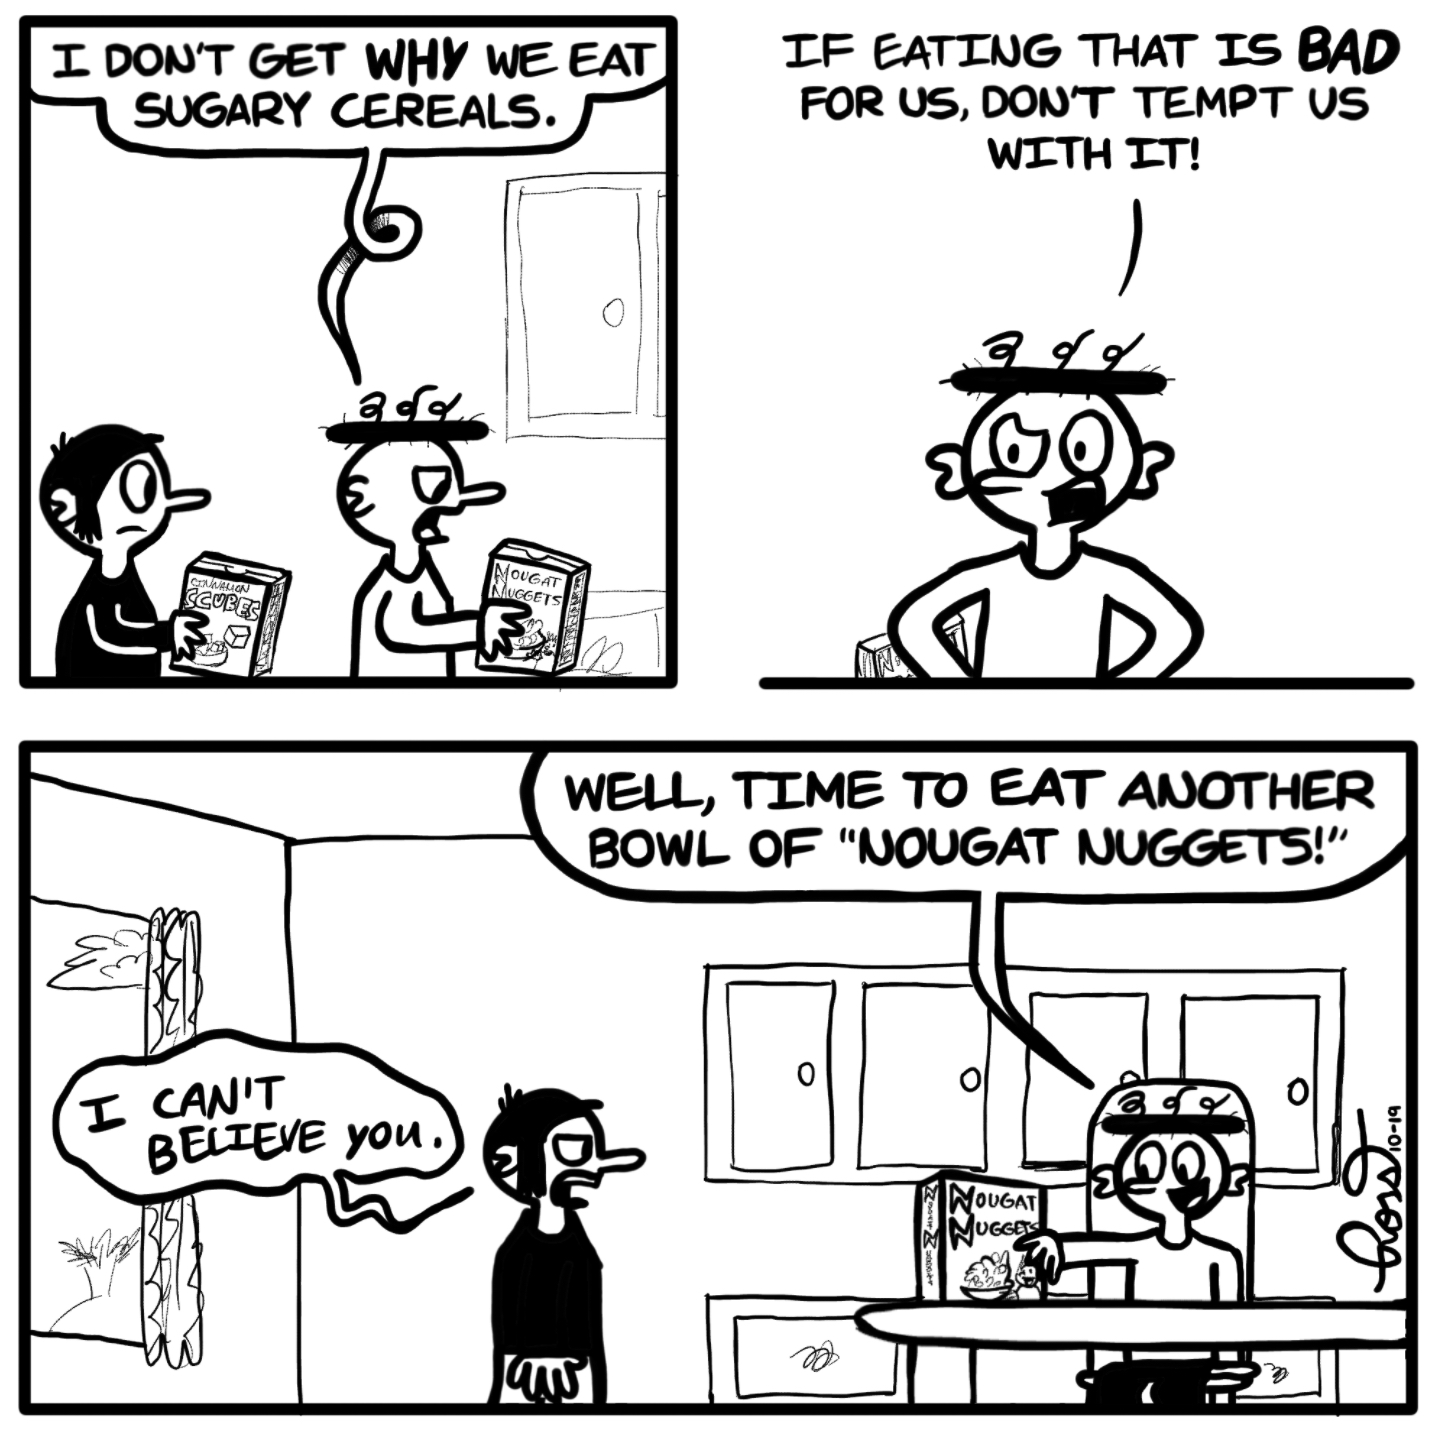 I DON'T GET WHY WE EAT
SUGARY CEREALS.
CINNAMON
SCUBES
NOUGAT
NUGGETS
IF EATING THAT IS BAD
FOR US, DON'T TEMPT US
WITH IT!
WELL, TIME TO EAT ANOTHER
BOWL OF "NOUGAT NUGGETS!"
I CAN'T
BELIEVE YOU.
NOUGAT
NUGGETS
10-19